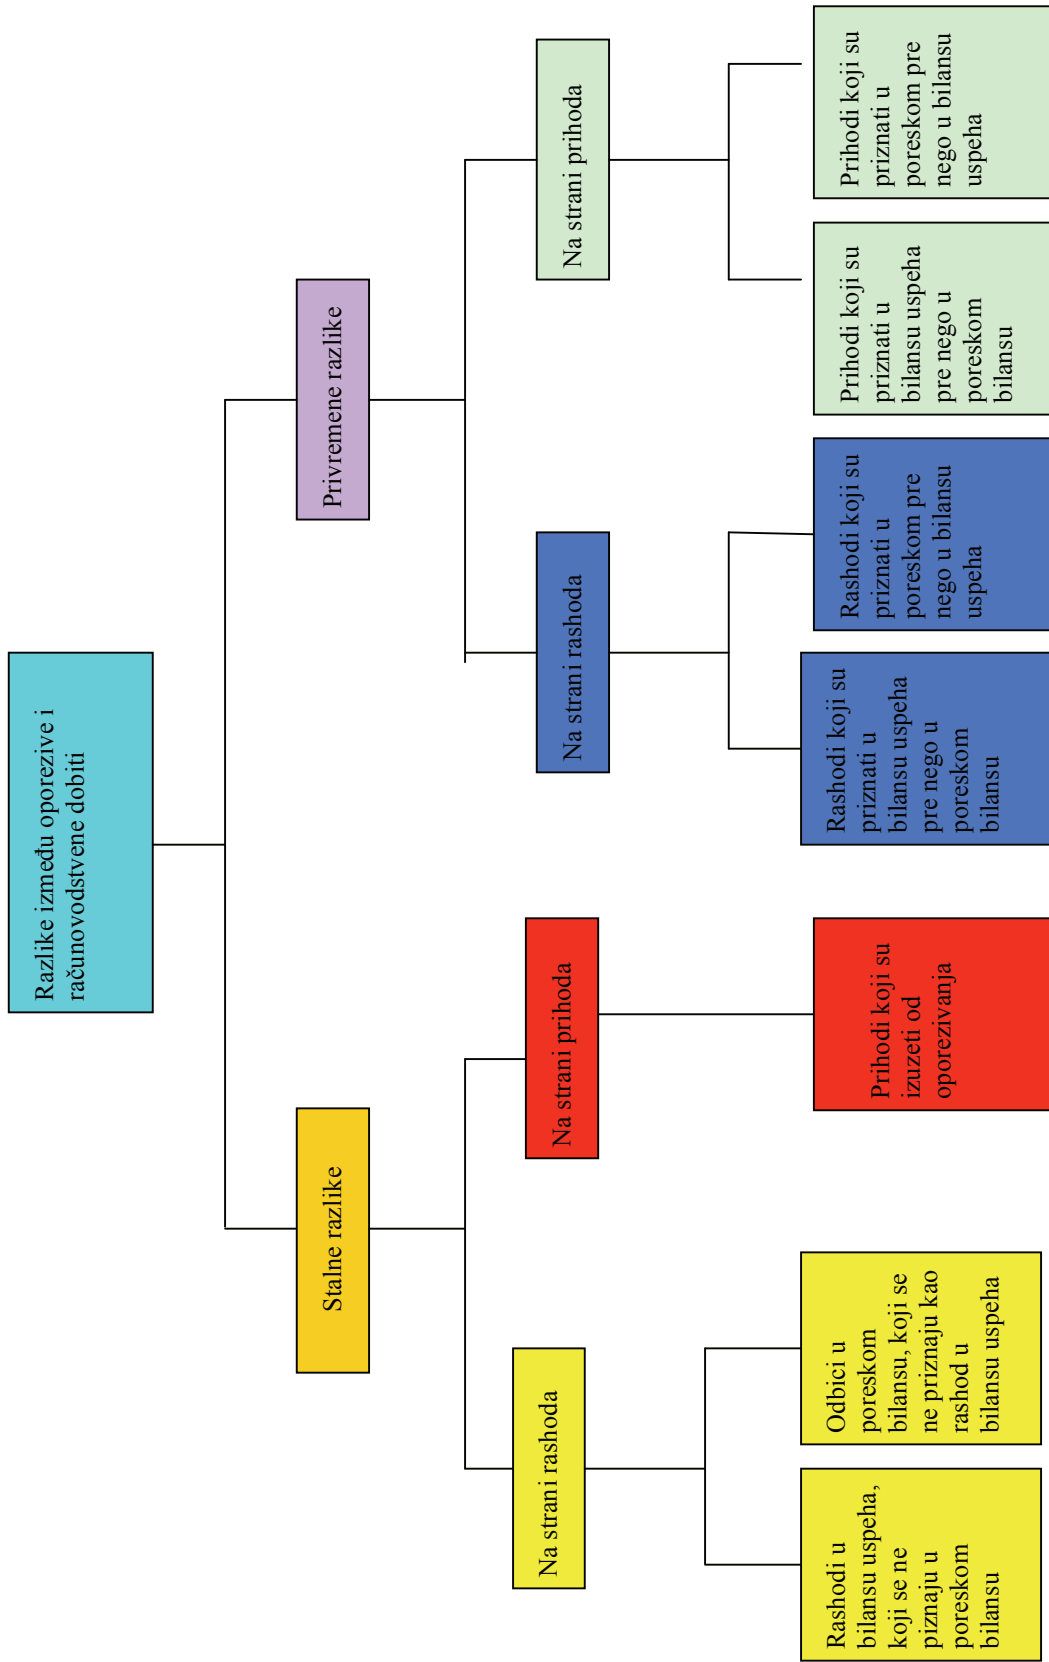 Razlike između oporezive i
računovodstvene dobiti
Stalne razlike
Privremene razlike
Na strani rashoda
Na strani prihoda
Na strani rashoda
Na strani prihoda
Rashodi u
bilansu uspeha,
koji se ne
piznaju u
poreskom
bilansu
Odbici u
poreskom
bilansu, koji se
ne priznaju kao
rashod u
bilansu uspeha
Prihodi koji su
izuzeti od
oporezivanja
Rashodi koji su
priznati u
bilansu uspeha
pre nego u
poreskom
bilansu
Rashodi koji su
priznati u
poreskom pre
nego u bilansu
uspeha
Prihodi koji su
priznati u
bilansu uspeha
pre nego u
poreskom
bilansu
Prihodi koji su
priznati u
poreskom pre
nego u bilansu
uspeha